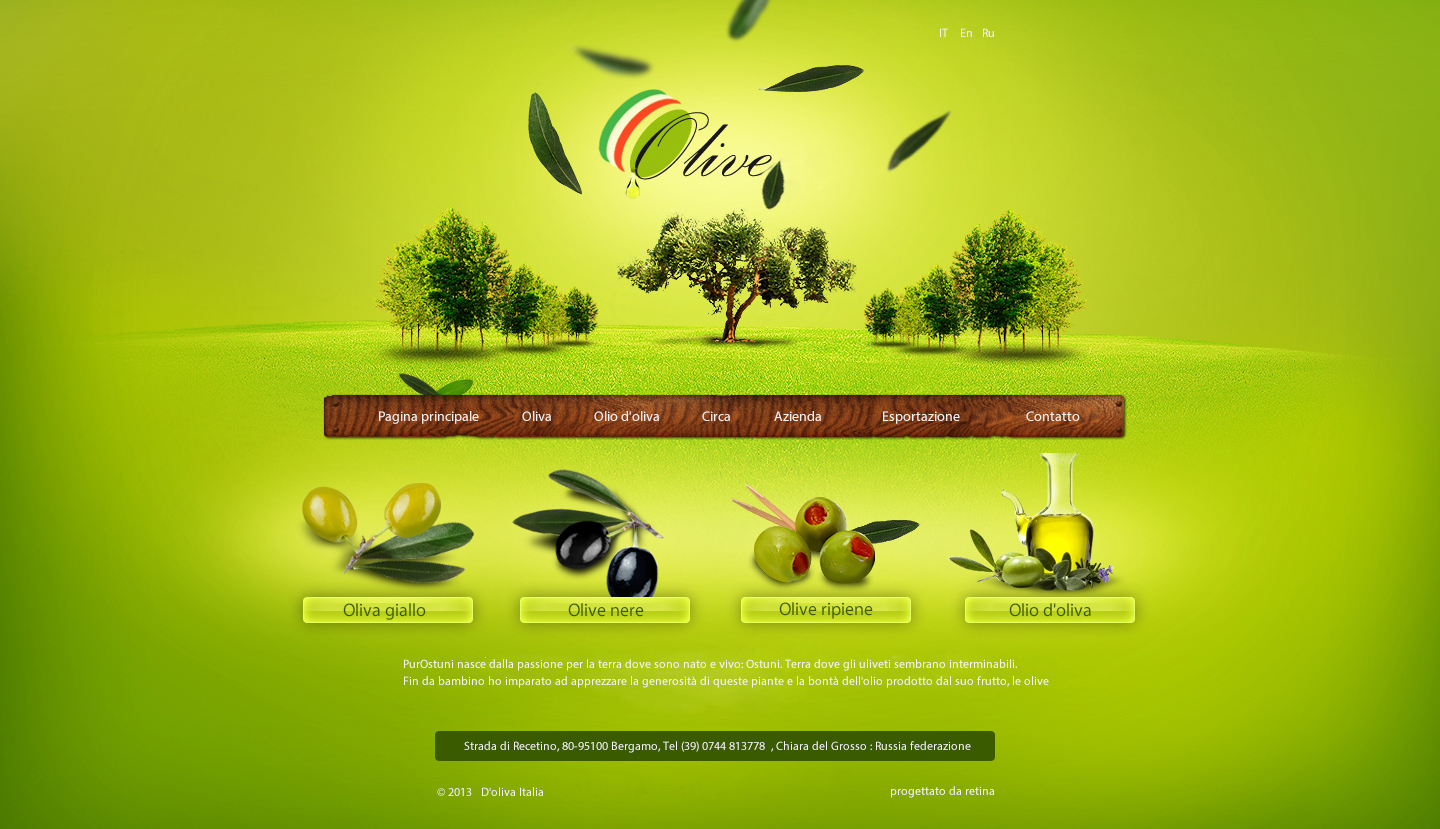 IT En Ru
Olive
Pagina principale Oliva Olio d'oliva Circa Azienda Esportazione Contatto
Oliva giallo Olive nere Olive ripiene Olio d'oliva
PurOstuni nasce dalla passione per la terra dove sono nato e vivo: Ostuni. Terra dove gli uliveti sembrano interminabili.
Fin da bambino ho imparato ad apprezzare la generosità di queste piante e la bontà dell'olio prodotto dal suo frutto, le olive
Strada di Recetino, 80-95100 Bergamo, Tel (39) 0744 813778 , Chiara del Grosso : Russia federazione
© 2013 D'oliva Italia progettato da retina